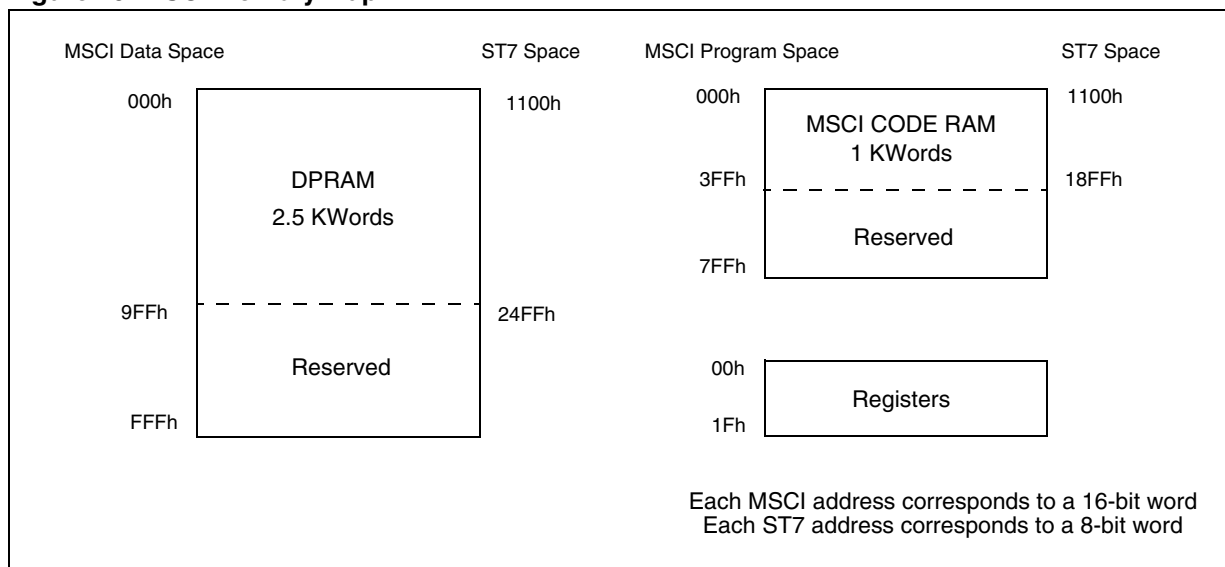 MSCI Data Space
ST7 Space
000h
1100h
DPRAM
2.5 KWords
9FFh
24FFh
Reserved
FFFh
MSCI Program Space
ST7 Space
000h
1100h
MSCI CODE RAM
1 KWords
3FFh
18FFh
Reserved
7FFh
00h
Registers
1Fh
Each MSCI address corresponds to a 16-bit word
Each ST7 address corresponds to a 8-bit word